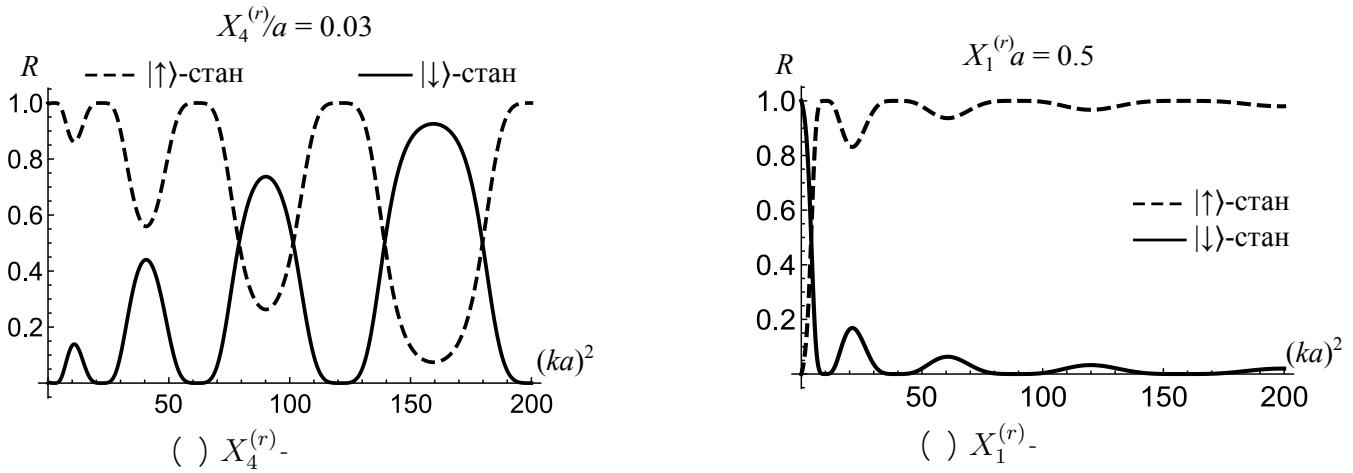 X₄⁽ʳ⁾/a = 0.03
R
|↑⟩-стан
|↓⟩-стан
1.0
0.8
0.6
0.4
0.2
(ka)²
50 100 150 200
( ) X₄⁽ʳ⁾-
X₁⁽ʳ⁾a = 0.5
R
1.0
0.8
0.6
0.4
0.2
|↑⟩-стан
|↓⟩-стан
(ka)²
0 50 100 150 200
( ) X₁⁽ʳ⁾-